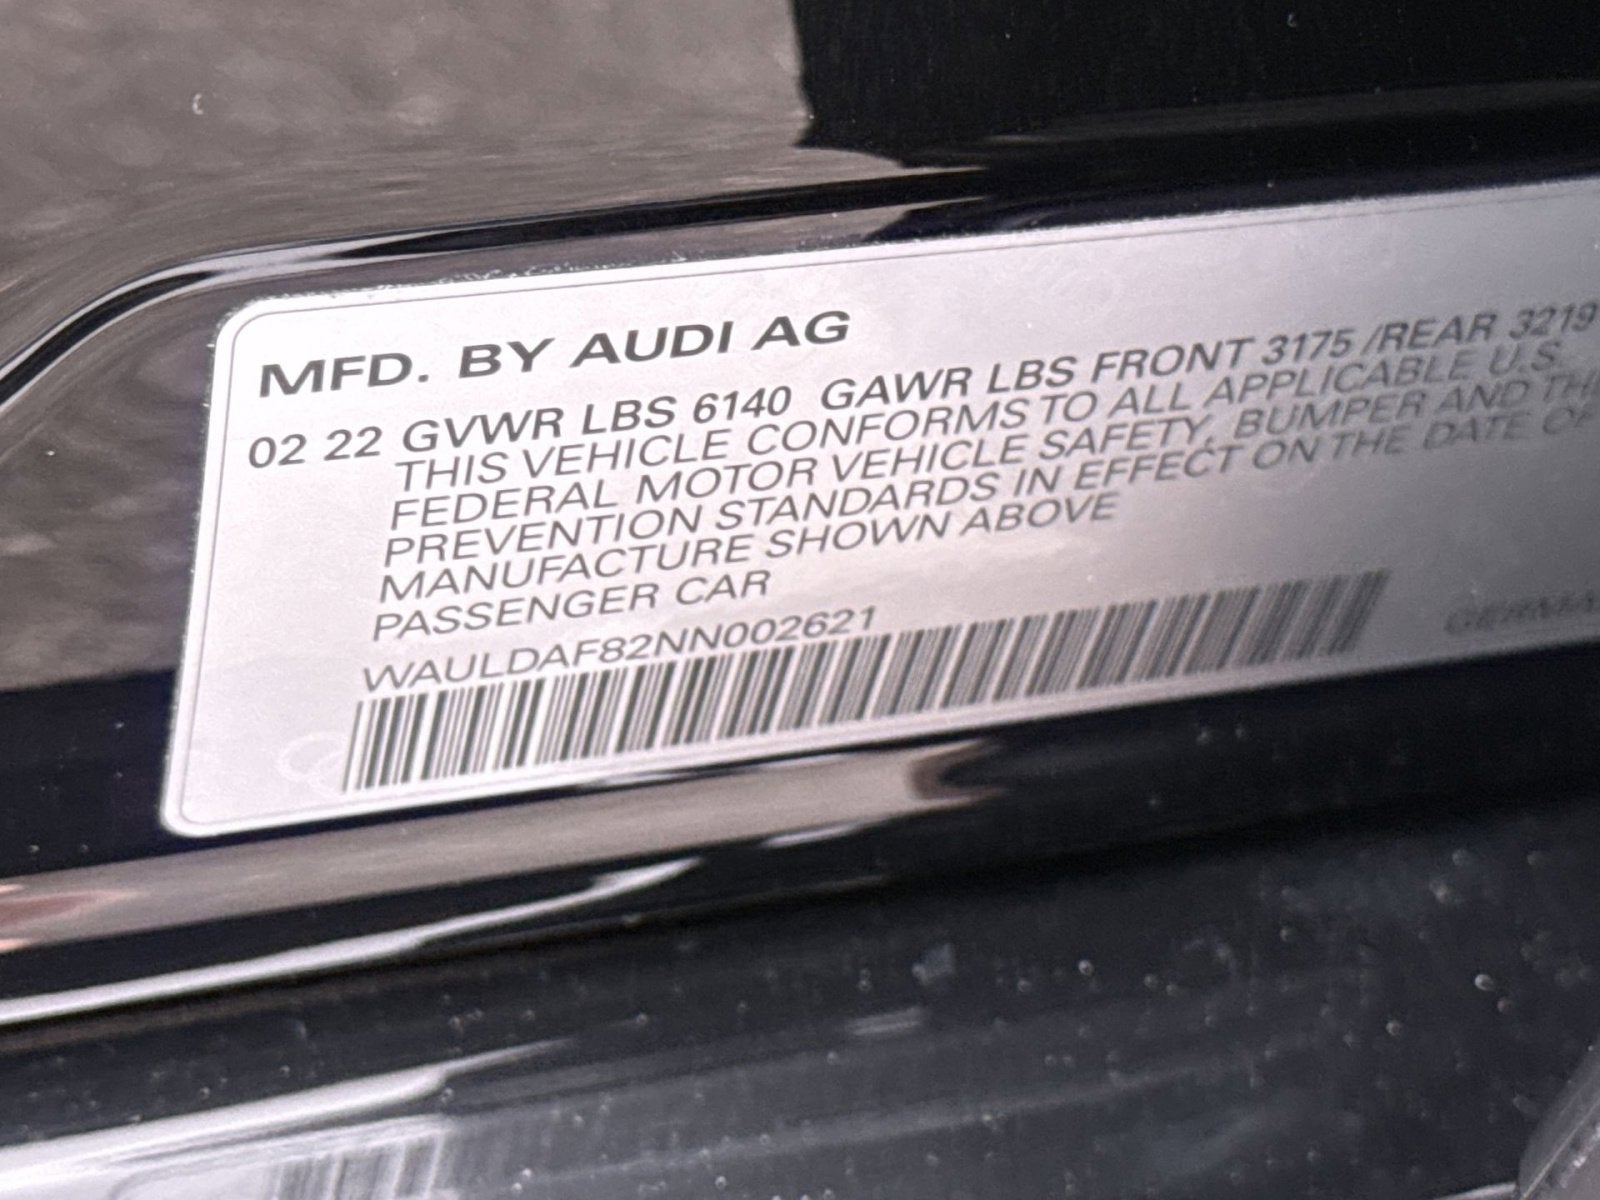 MFD. BY AUDI AG
02 22 GVWR LBS 6140 GAWR LBS FRONT 3175 /REAR 3219
THIS VEHICLE CONFORMS TO ALL APPLICABLE U.S.
FEDERAL MOTOR VEHICLE SAFETY, BUMPER AND
PREVENTION STANDARDS IN EFFECT ON THE DATE OF
MANUFACTURE SHOWN ABOVE
PASSENGER CAR
WAULDAF82NN002621